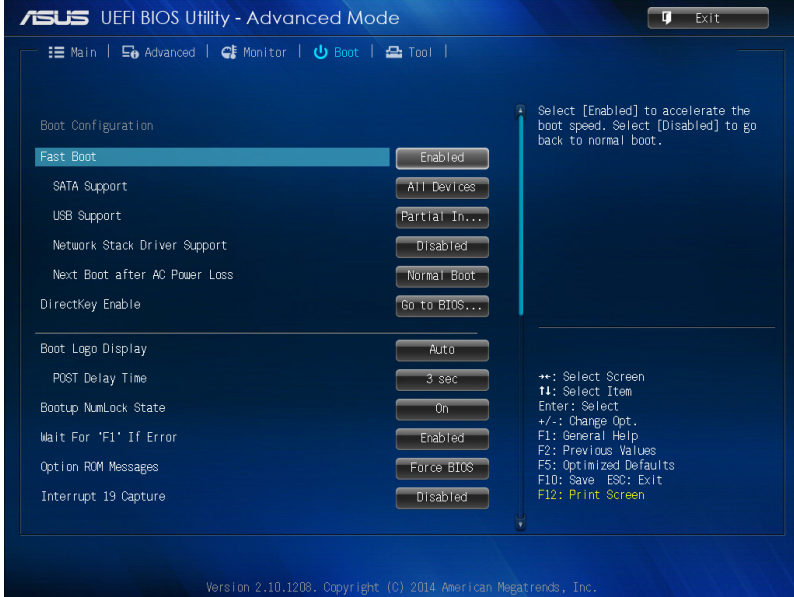 ASUS UEFI BIOS Utility - Advanced Mode
Exit
Main
Advanced
Monitor
Boot
Tool
Boot Configuration
Fast Boot Enabled
SATA Support All Devices
USB Support Partial In...
Network Stack Driver Support Disabled
Next Boot after AC Power Loss Normal Boot
DirectKey Enable Go to BIOS...
Boot Logo Display Auto
POST Delay Time 3 sec
Bootup NumLock State On
Wait For 'F1' If Error Enabled
Option ROM Messages Force BIOS
Interrupt 19 Capture Disabled
Select [Enabled] to accelerate the
boot speed. Select [Disabled] to go
back to normal boot.
→←: Select Screen
↑↓: Select Item
Enter: Select
+/-: Change Opt.
F1: General Help
F2: Previous Values
F5: Optimized Defaults
F10: Save ESC: Exit
F12: Print Screen
Version 2.10.1208. Copyright (C) 2014 American Megatrends, Inc.